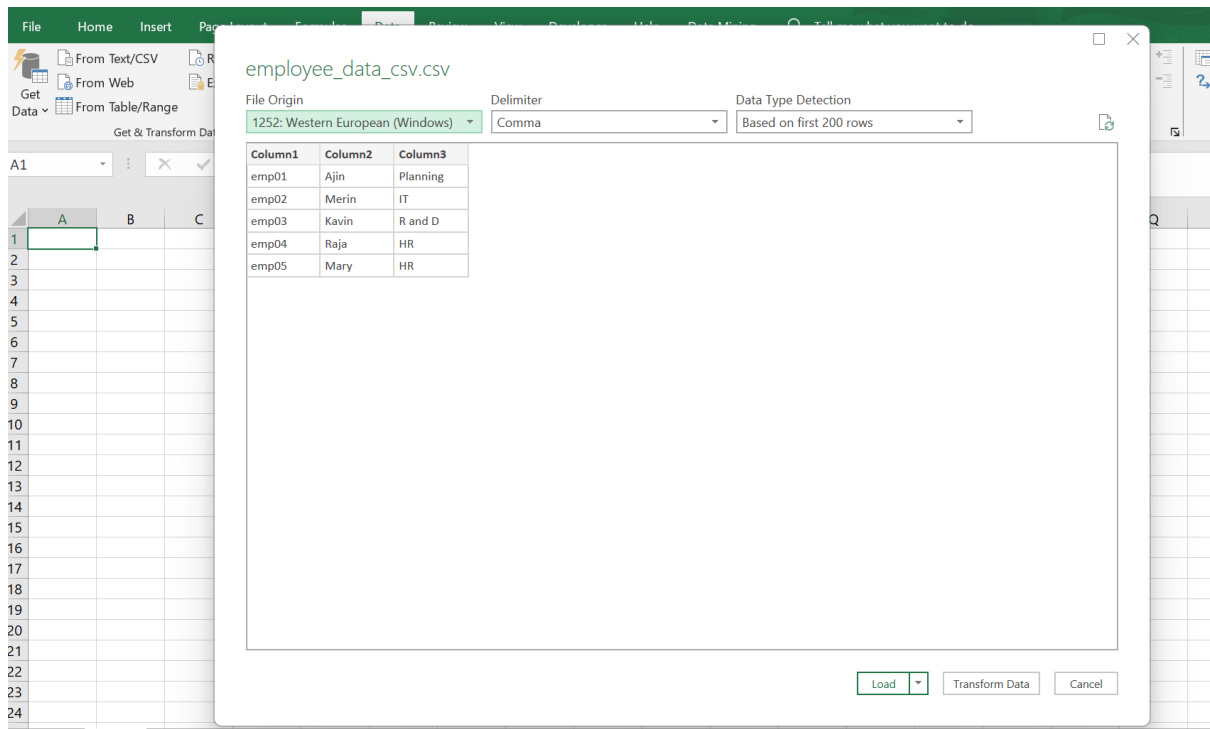 File Home Insert
From Text/CSV
From Web
Get
Data
From Table/Range
Get & Transform Dat
A1
A B C Q
1
2
3
4
5
6
7
8
9
10
11
12
13
14
15
16
17
18
19
20
21
22
23
24
employee_data_csv.csv
File Origin Delimiter Data Type Detection
1252: Western European (Windows) Comma Based on first 200 rows
Column1 Column2 Column3
emp01 Ajin Planning
emp02 Merin IT
emp03 Kavin R and D
emp04 Raja HR
emp05 Mary HR
Load Transform Data Cancel